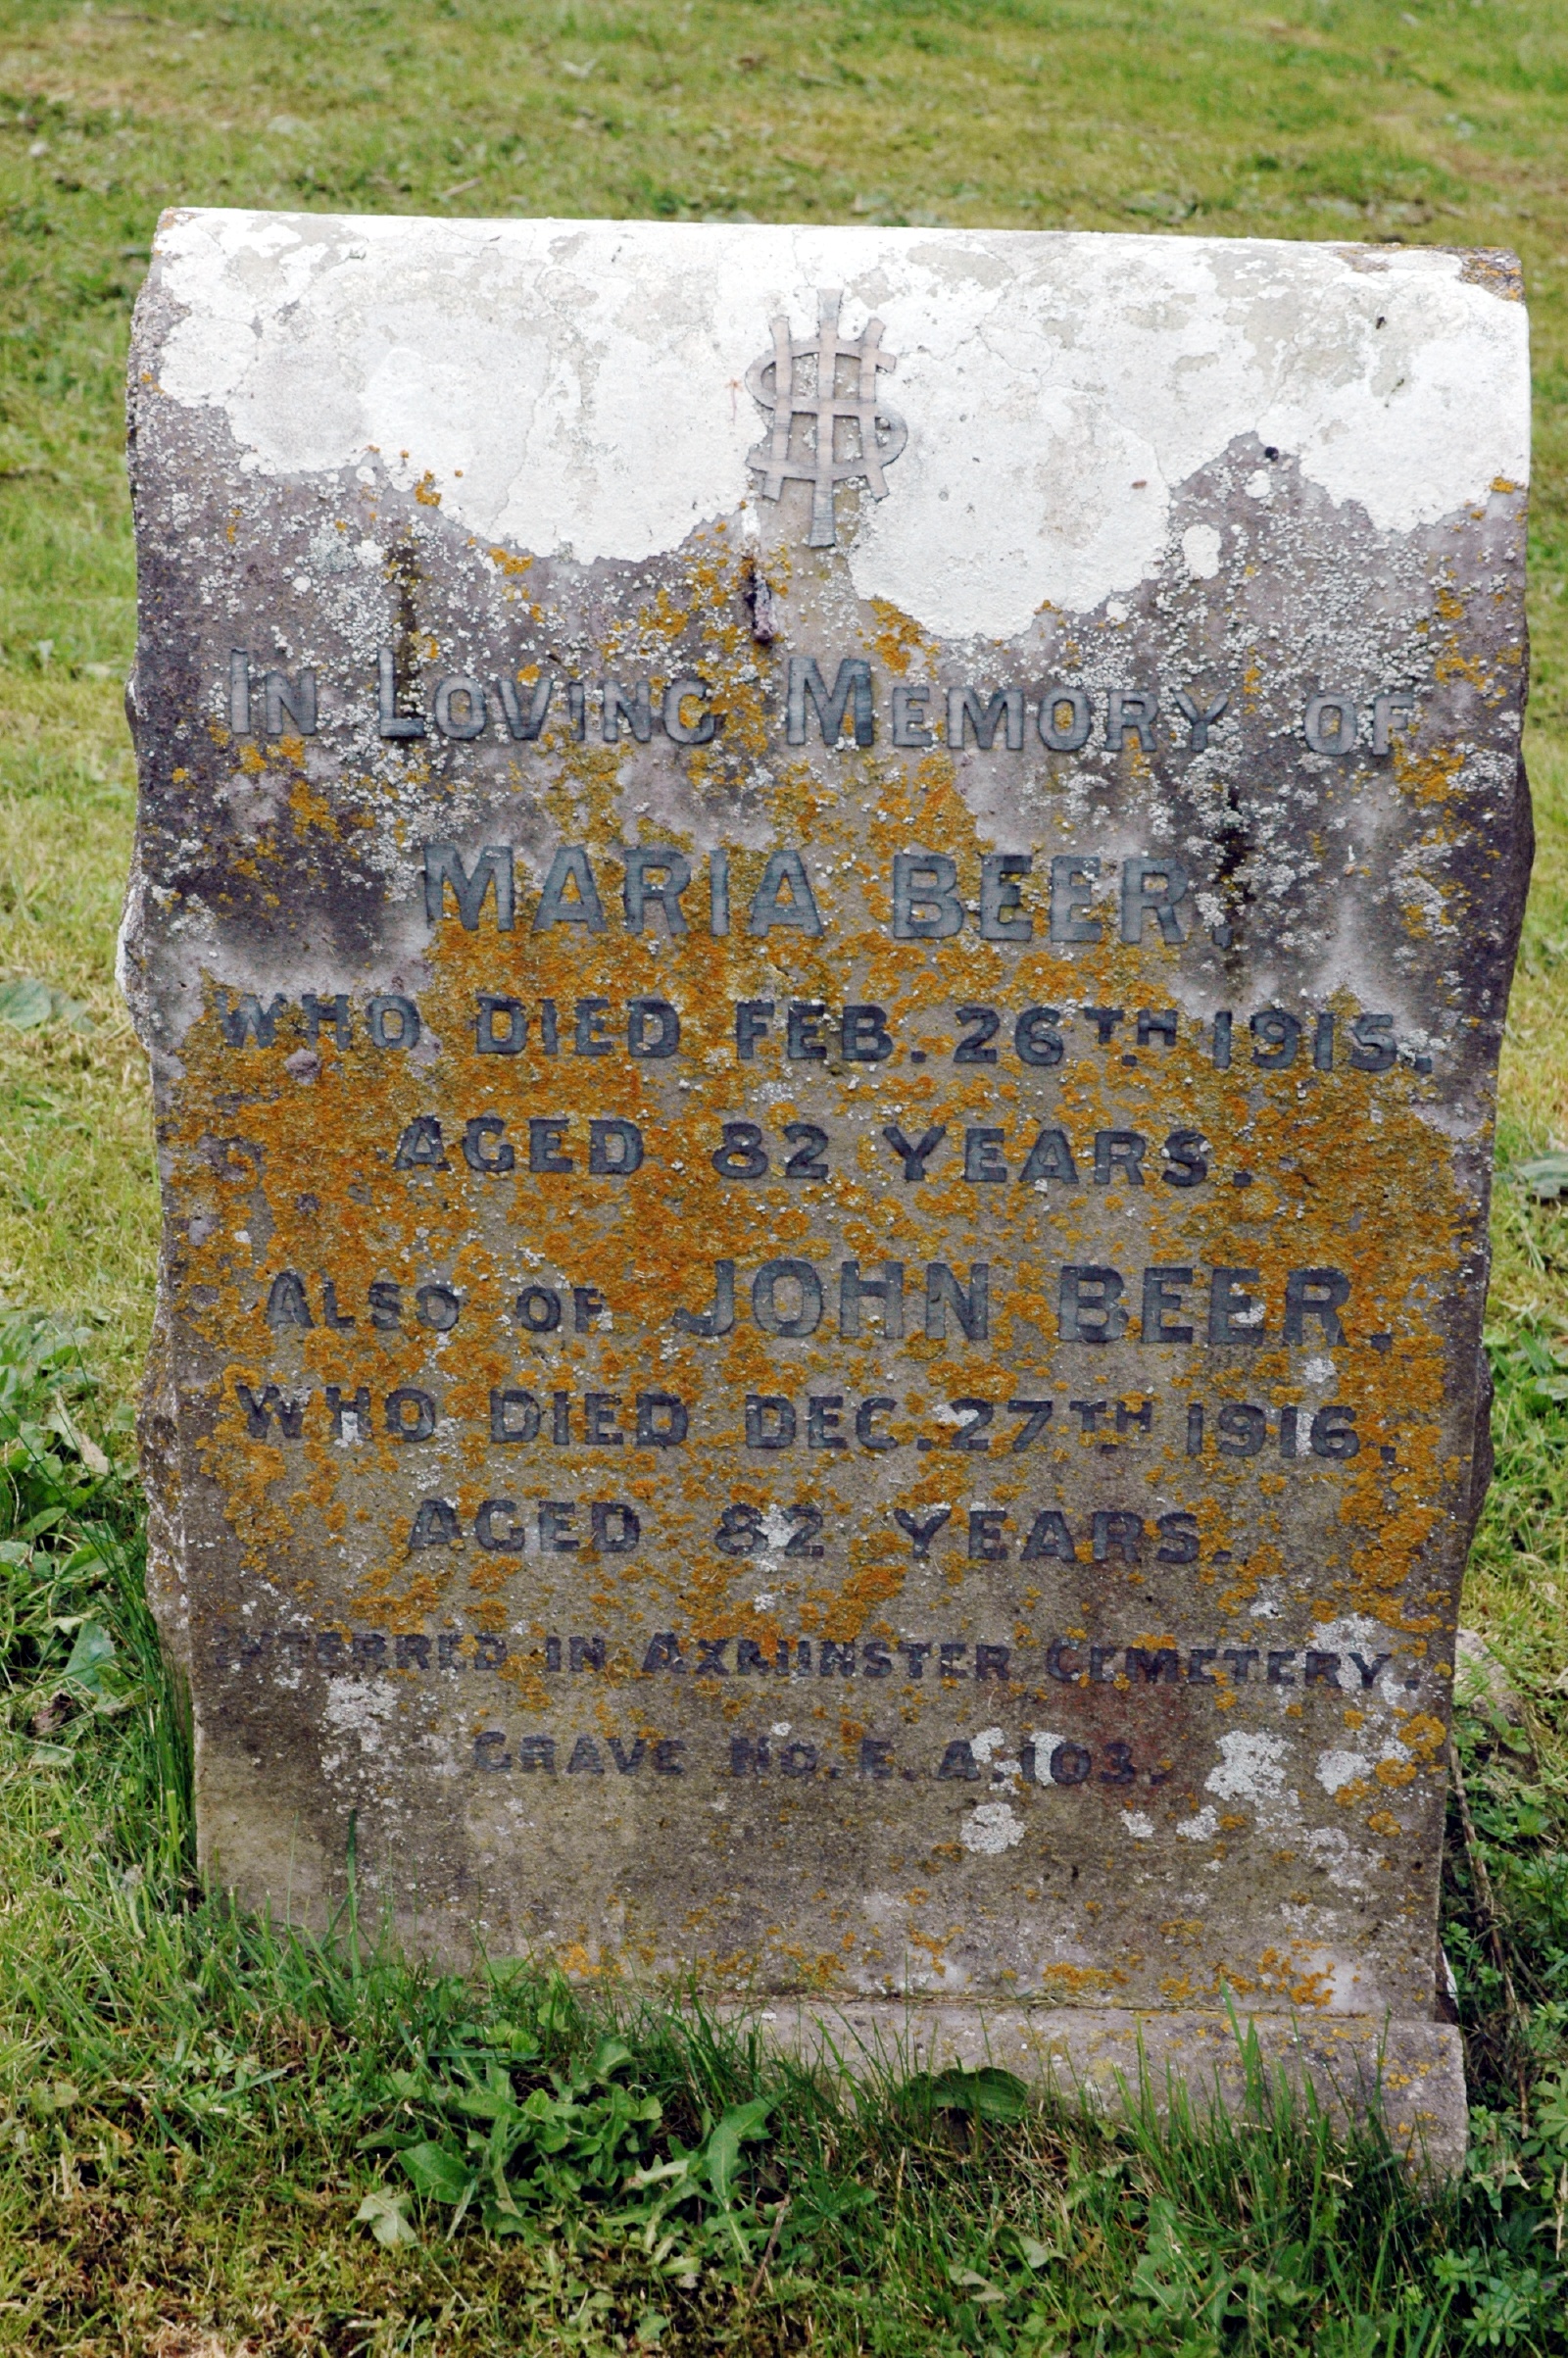 IHS
In Loving Memory of
MARIA BEER,
WHO DIED FEB. 26TH 1915.
AGED 82 YEARS.
ALSO OF JOHN BEER,
WHO DIED DEC. 27TH 1916.
AGED 82 YEARS.
INTERRED IN AXMINSTER CEMETERY.
GRAVE NO. E. A. 103.